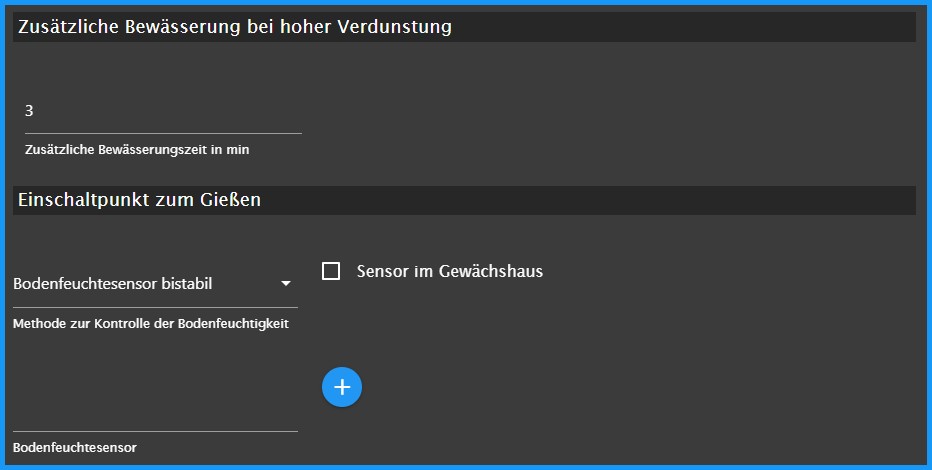 Zusätzliche Bewässerung bei hoher Verdunstung
3
Zusätzliche Bewässerungszeit in min
Einschaltpunkt zum Gießen
Bodenfeuchtesensor bistabil
Sensor im Gewächshaus
Methode zur Kontrolle der Bodenfeuchtigkeit
Bodenfeuchtesensor